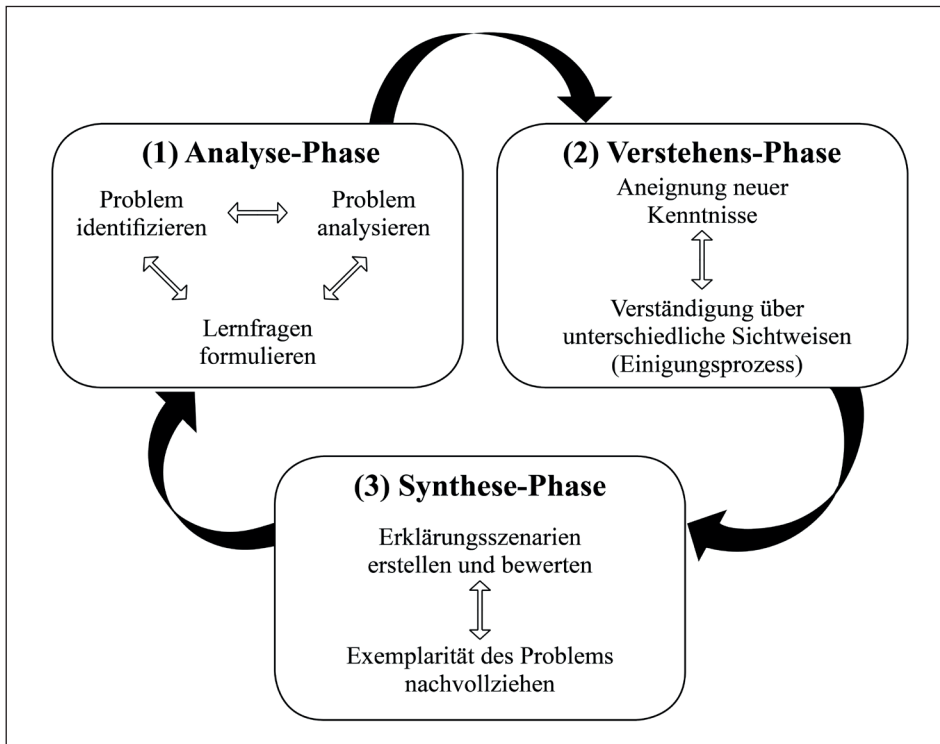 (1) Analyse-Phase
Problem
identifizieren
Problem
analysieren
Lernfragen
formulieren
(2) Verstehens-Phase
Aneignung neuer
Kenntnisse
Verständigung über
unterschiedliche Sichtweisen
(Einigungsprozess)
(3) Synthese-Phase
Erklärungsszenarien
erstellen und bewerten
Exemplarität des Problems
nachvollziehen